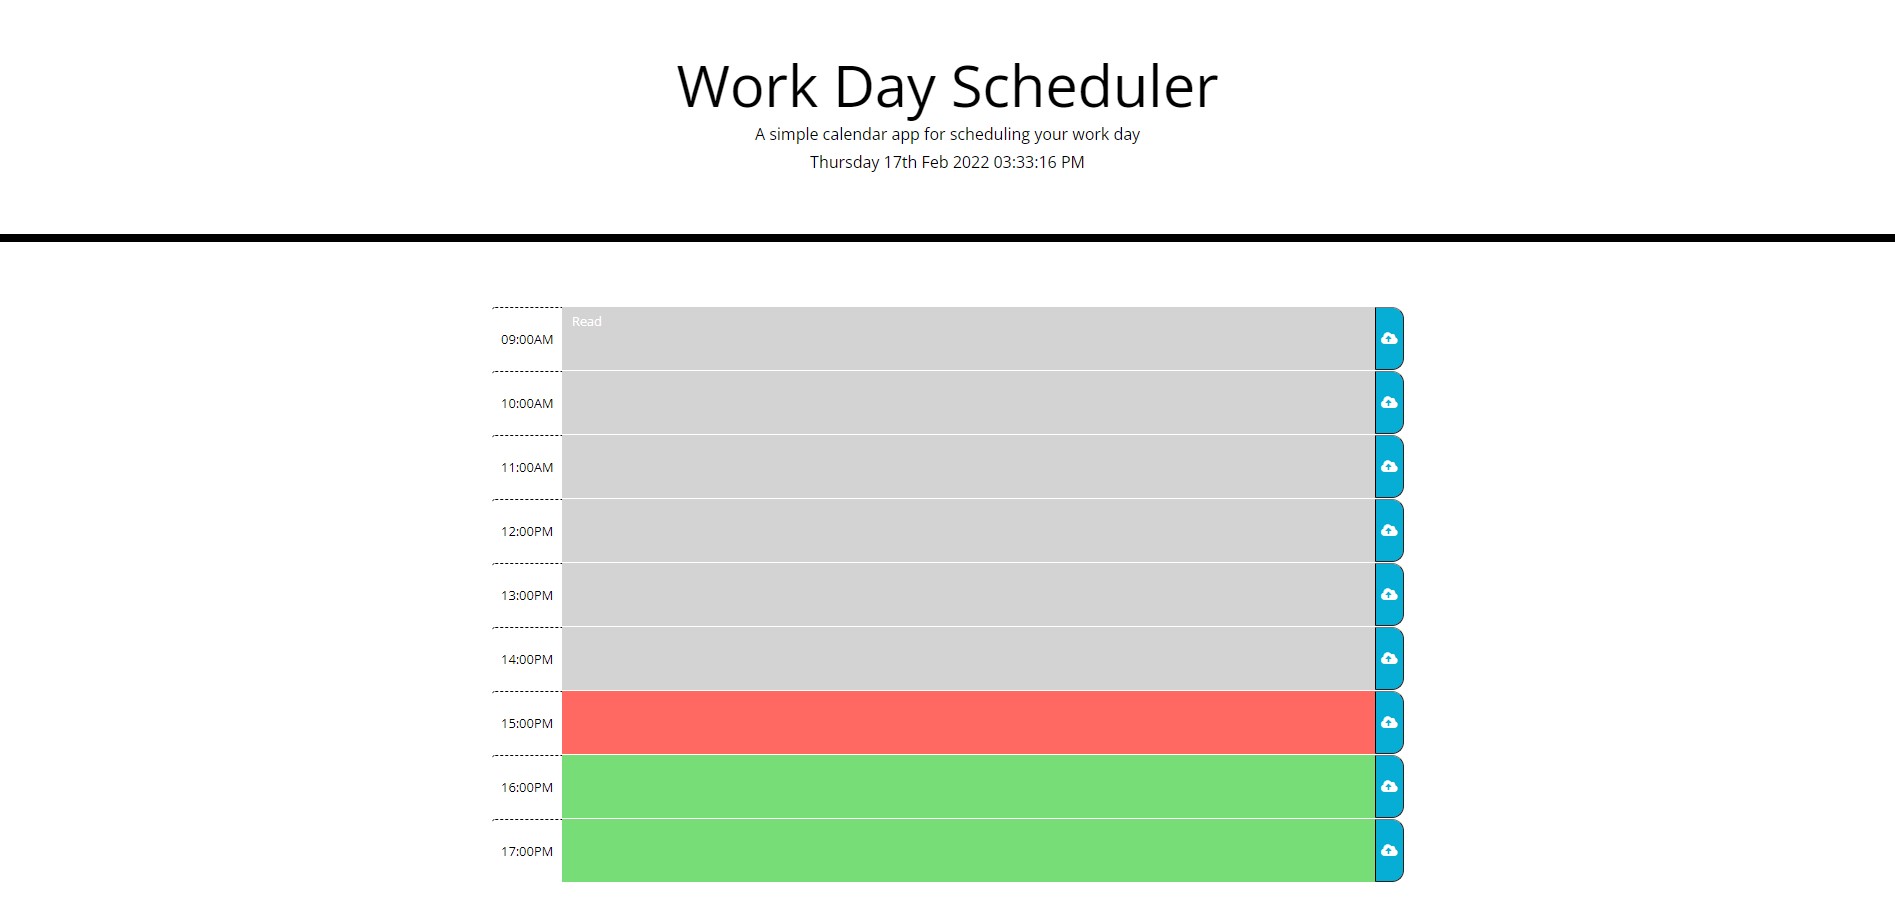 Work Day Scheduler
A simple calendar app for scheduling your work day
Thursday 17th Feb 2022 03:33:16 PM
09:00AM Read
10:00AM
11:00AM
12:00PM
13:00PM
14:00PM
15:00PM
16:00PM
17:00PM